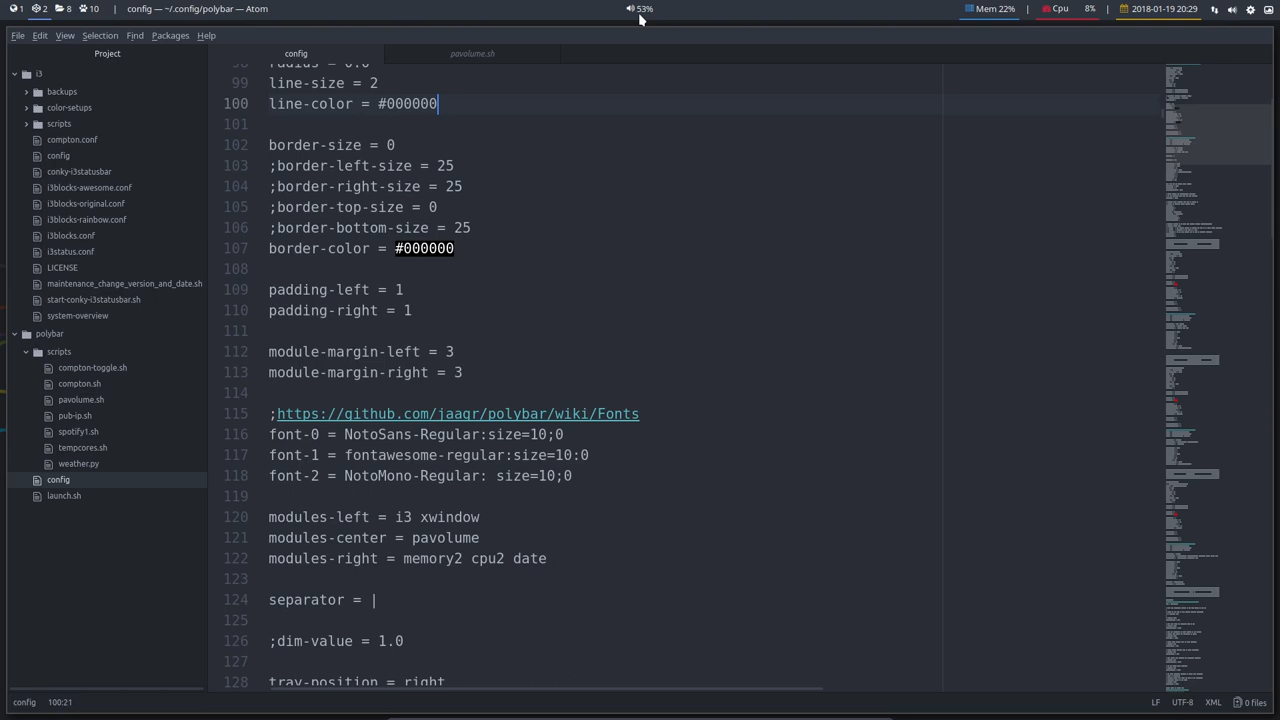 1 2 8 10 config — ~/.config/polybar — Atom 53% Mem 22% | Cpu 8% | 2018-01-19 20:29
File Edit View Selection Find Packages Help
Project
i3
backups
color-setups
scripts
compton.conf
config
conky-i3statusbar
i3blocks-awesome.conf
i3blocks-original.conf
i3blocks-rainbow.conf
i3blocks.conf
i3status.conf
LICENSE
maintenance_change_version_and_date.sh
start-conky-i3statusbar.sh
system-overview
polybar
scripts
compton-toggle.sh
compton.sh
pavolume.sh
pub-ip.sh
spotify1.sh
tempcores.sh
weather.py
config
launch.sh
config pavolume.sh
98 radius = 0.0
99 line-size = 2
100 line-color = #000000
101
102 border-size = 0
103 ;border-left-size = 25
104 ;border-right-size = 25
105 ;border-top-size = 0
106 ;border-bottom-size = 25
107 border-color = #000000
108
109 padding-left = 1
110 padding-right = 1
111
112 module-margin-left = 3
113 module-margin-right = 3
114
115 ;https://github.com/jaagr/polybar/wiki/Fonts
116 font-0 = NotoSans-Regular:size=10;0
117 font-1 = fontawesome-regular:size=10:0
118 font-2 = NotoMono-Regular:size=10;0
119
120 modules-left = i3 xwindow
121 modules-center = pavolume
122 modules-right = memory2 cpu2 date
123
124 separator = |
125
126 ;dim-value = 1.0
127
128 tray-position = right
config 100:21 LF UTF-8 XML 0 files